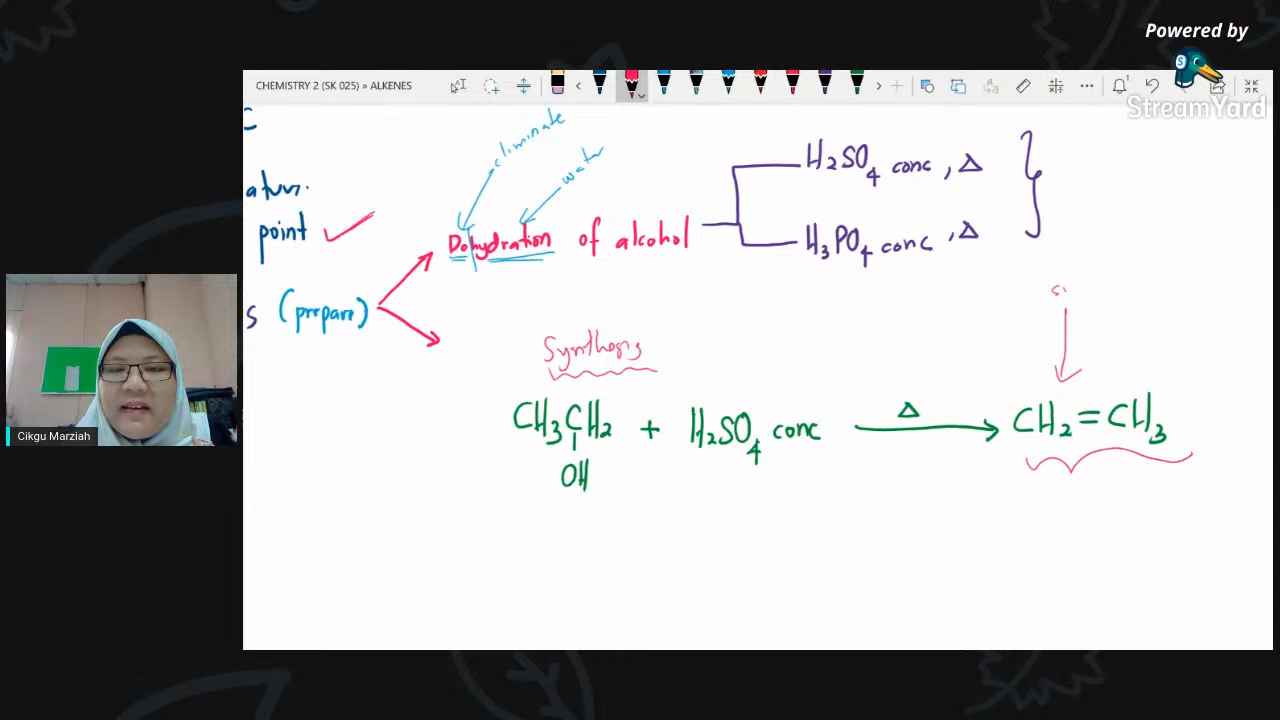 Powered by
StreamYard
CHEMISTRY 2 (SK 025) » ALKENES
eliminate
water
H₂SO₄ conc, Δ
point ✓
Dehydration of alcohol
H₃PO₄ conc, Δ
s (prepare)
Synthesis
CH₃CH₂ + H₂SO₄ conc Δ → CH₂=CH₃
OH
Cikgu Marziah